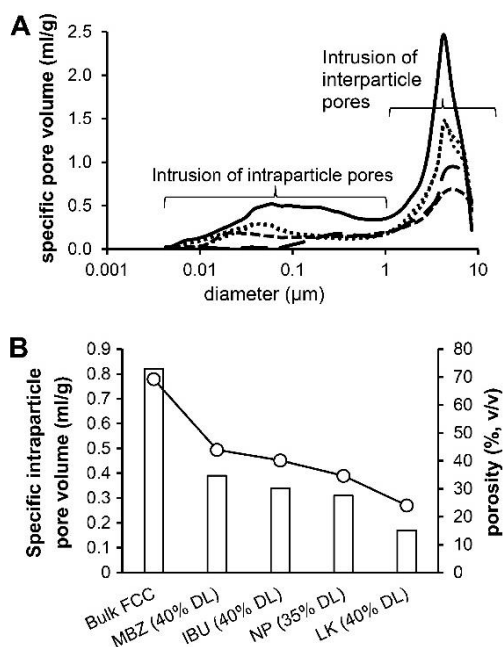 A
specific pore volume (ml/g)
2.5
2.0
1.5
1.0
0.5
0.0
Intrusion of
interparticle
pores
Intrusion of intraparticle pores
0.001
0.01
0.1
1
10
diameter (µm)
B
Specific intraparticle
pore volume (ml/g)
0.9
0.8
0.7
0.6
0.5
0.4
0.3
0.2
0.1
0
80
70
60
50
40
30
20
10
0
porosity (%, v/v)
Bulk FCC
MBZ (40% DL)
IBU (40% DL)
NP (35% DL)
LK (40% DL)